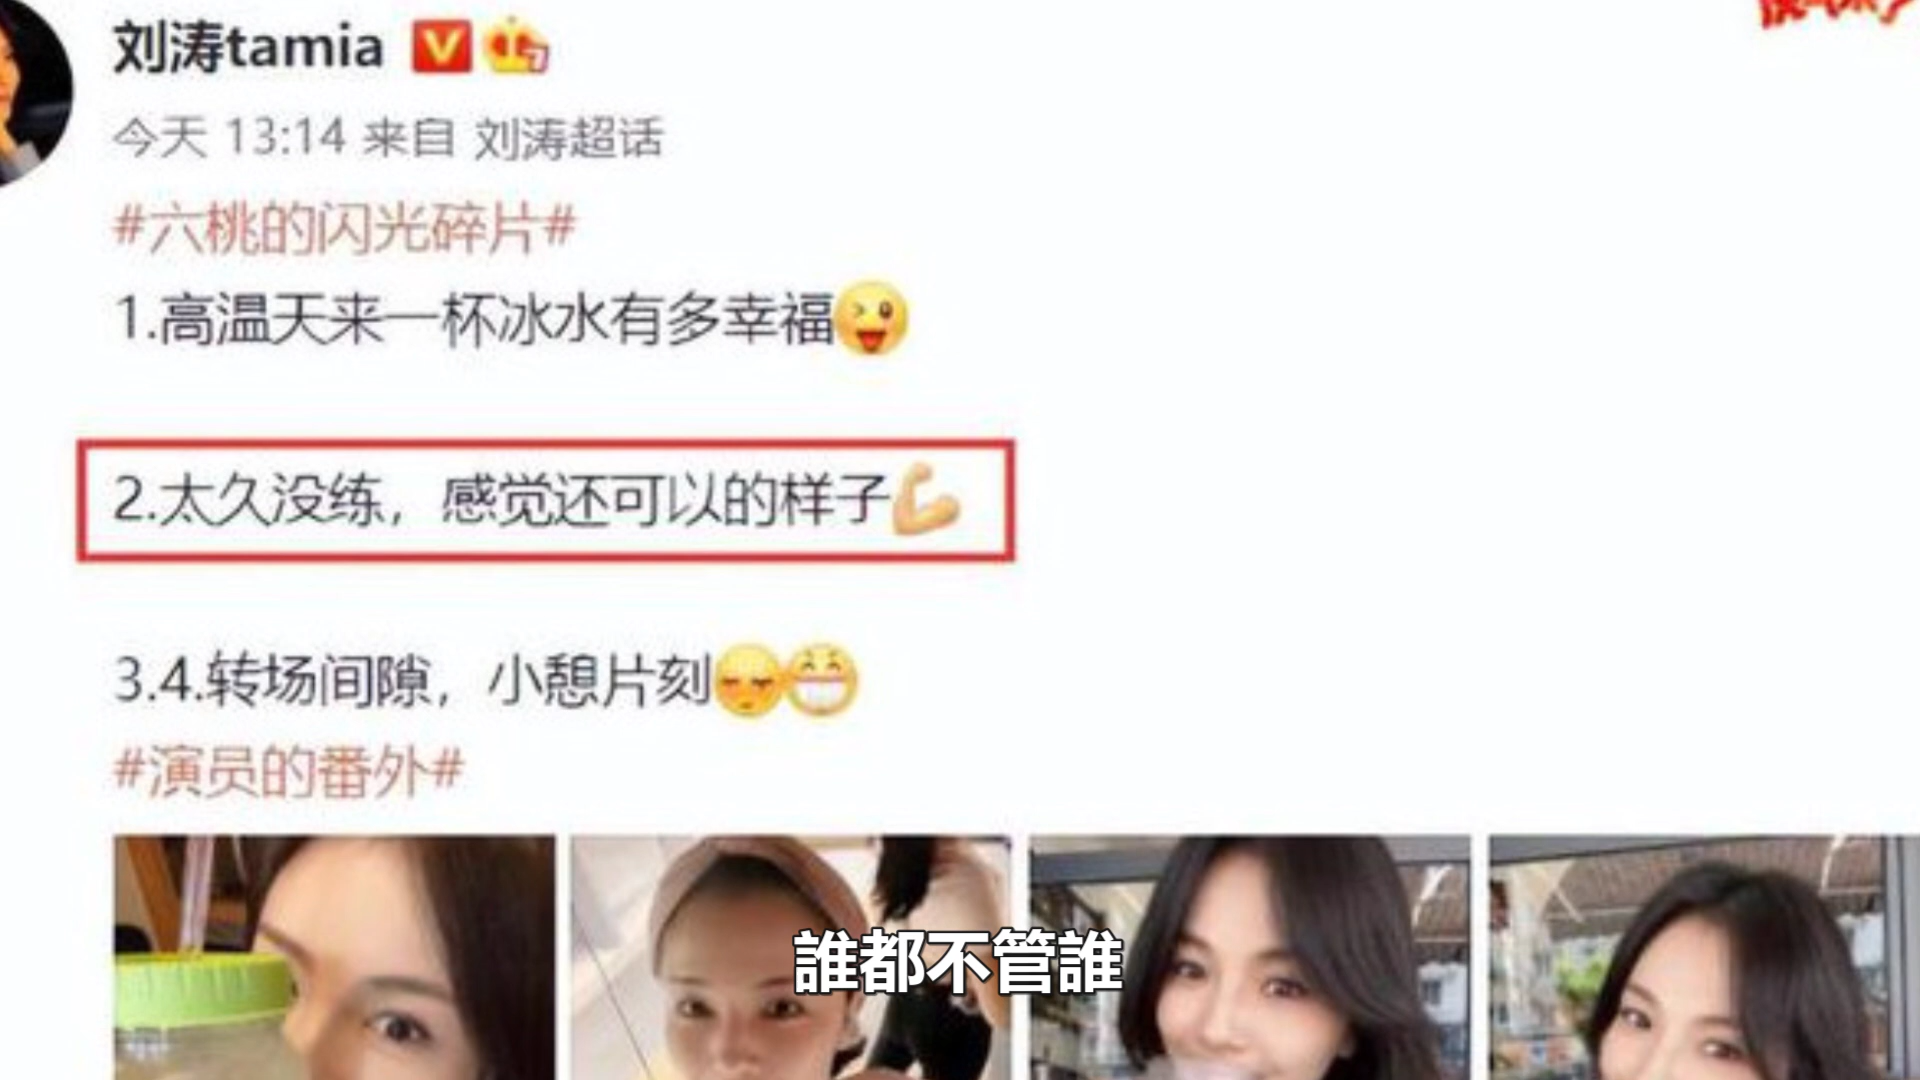 刘涛tamia
今天 13:14 来自 刘涛超话
#六桃的闪光碎片#
1.高温天来一杯冰水有多幸福
2.太久没练，感觉还可以的样子
3.4.转场间隙，小憩片刻
#演员的番外#
誰都不管誰